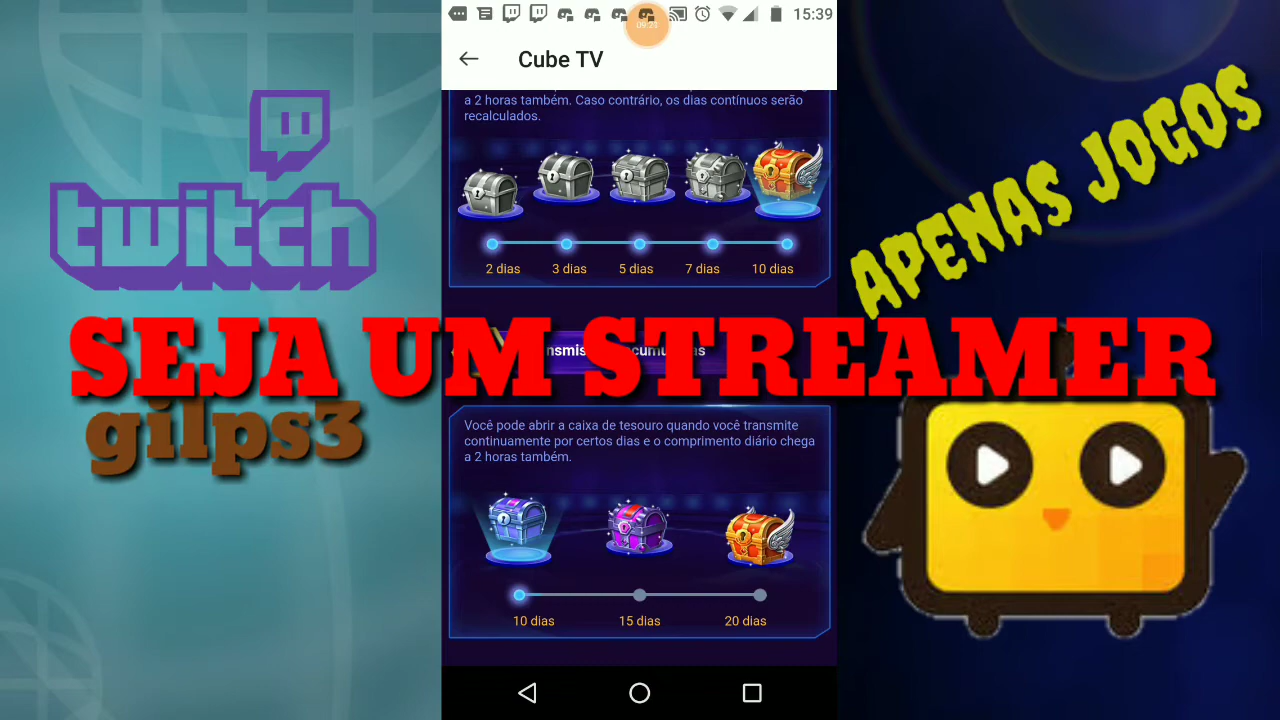 15:39
09:21
Cube TV
a 2 horas também. Caso contrário, os dias contínuos serão
recalculados.
2 dias
3 dias
5 dias
7 dias
10 dias
twitch
APENAS JOGOS
SEJA UM STREAMER
gilps3
Você pode abrir a caixa de tesouro quando você transmite
continuamente por certos dias e o comprimento diário chega
a 2 horas também.
10 dias
15 dias
20 dias